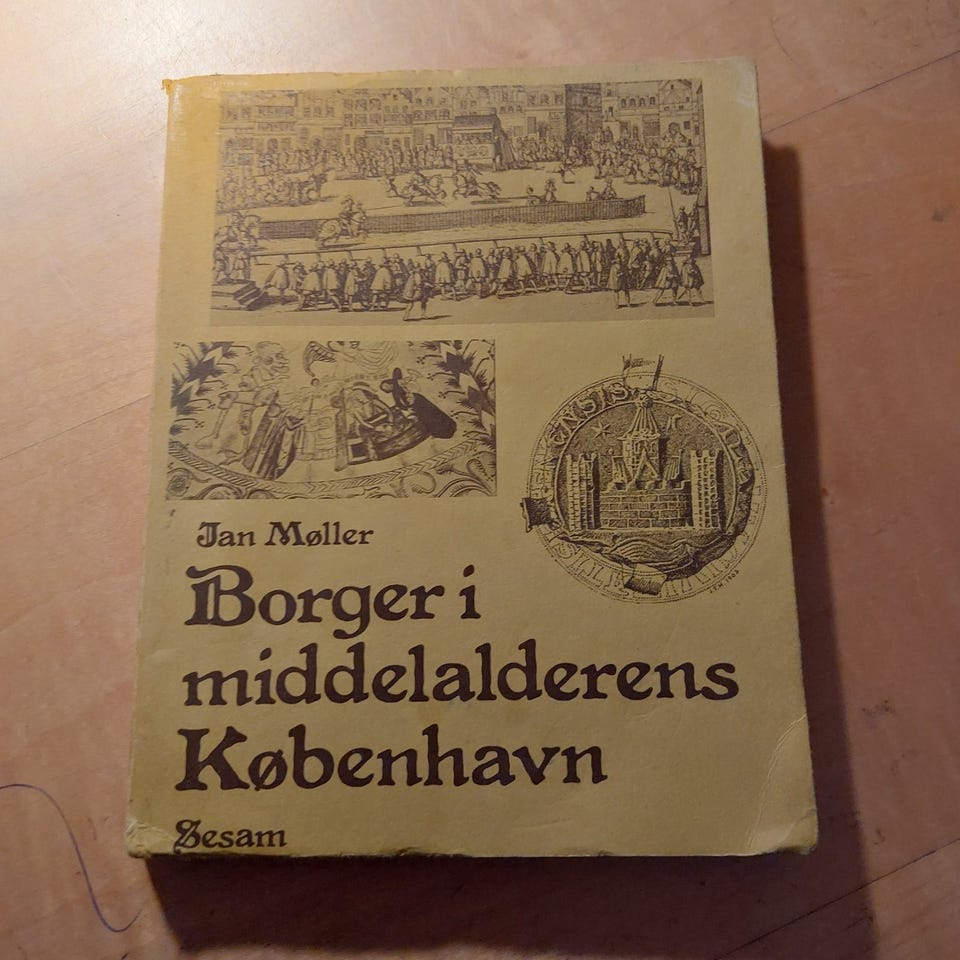 Jan Møller
Borger i
middelalderens
København
Sesam